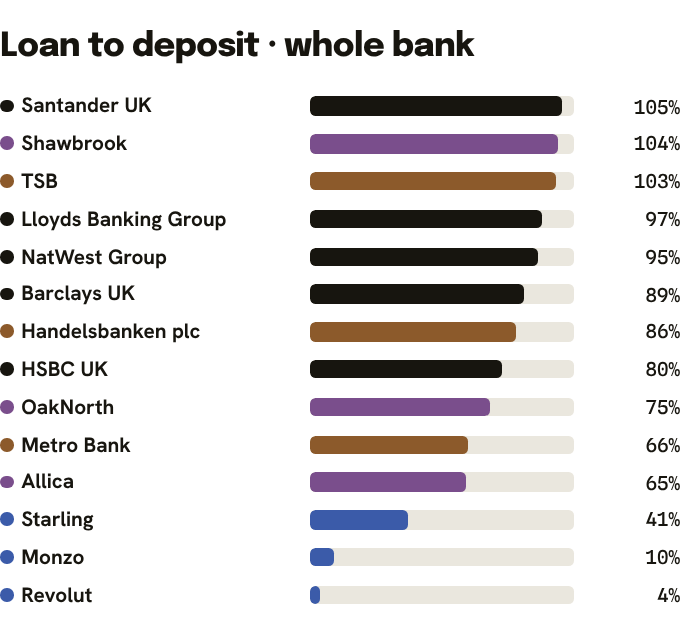 Loan to deposit · whole bank
Santander UK 105%
Shawbrook 104%
TSB 103%
Lloyds Banking Group 97%
NatWest Group 95%
Barclays UK 89%
Handelsbanken plc 86%
HSBC UK 80%
OakNorth 75%
Metro Bank 66%
Allica 65%
Starling 41%
Monzo 10%
Revolut 4%